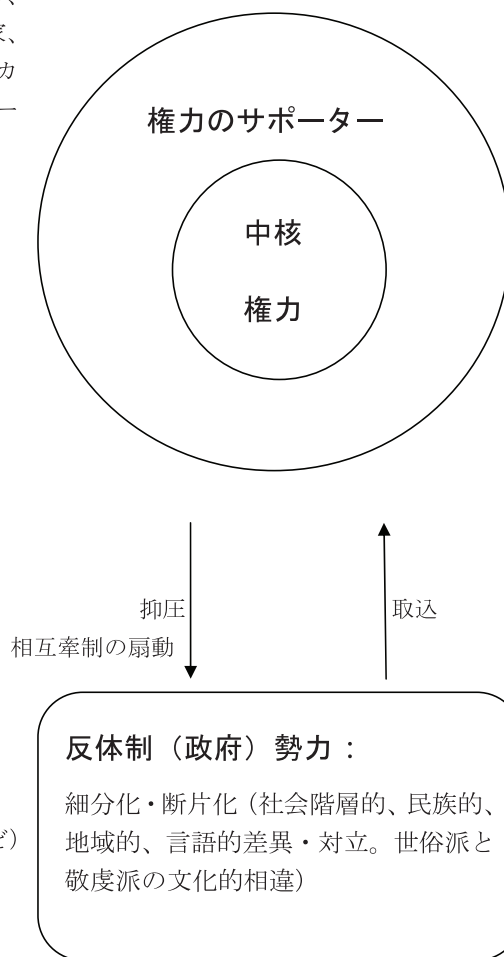 、
、
カ
ー
権力のサポーター
中核
権力
抑圧
取込
相互牽制の扇動
反体制（政府）勢力：
細分化・断片化（社会階層的、民族的、
ど）
地域的、言語的差異・対立。世俗派と
敬虔派の文化的相違）